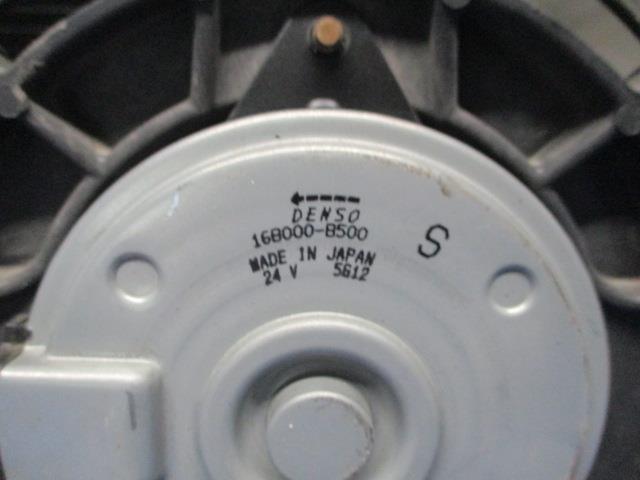 DENSO
168000-8500
MADE IN JAPAN
24 V 5612
S